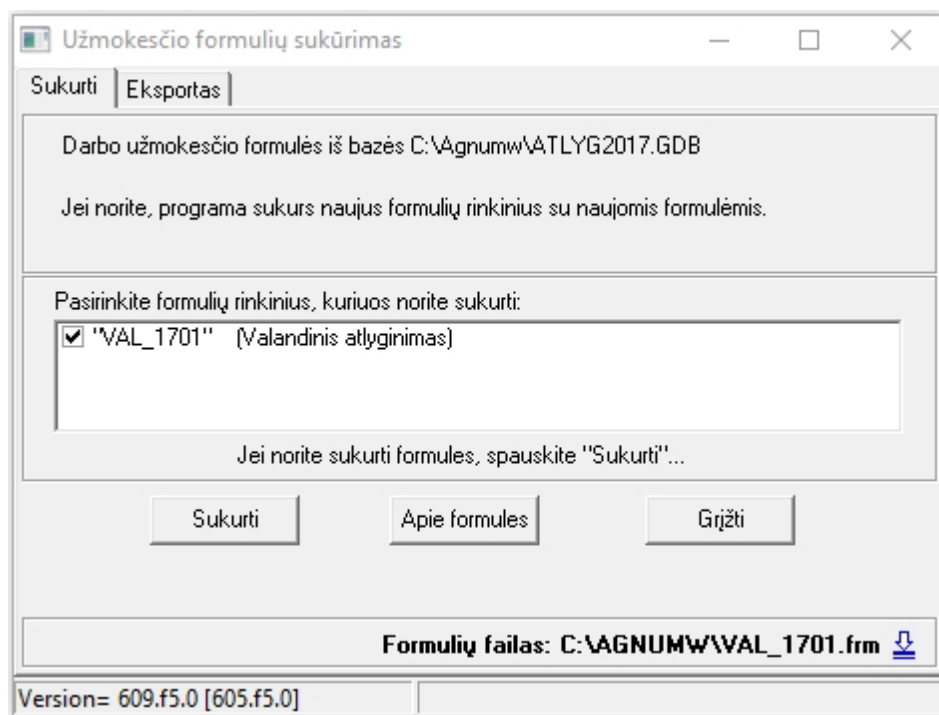 Užmokesčio formulių sukūrimas
Sukurti Eksportas
Darbo užmokesčio formulės iš bazės C:\Agnumw\ATLYG2017.GDB
Jei norite, programa sukurs naujus formulių rinkinius su naujomis formulėmis.
Pasirinkite formulių rinkinius, kuriuos norite sukurti:
"VAL_1701" (Valandinis atlyginimas)
Jei norite sukurti formules, spauskite "Sukurti"...
Sukurti Apie formules Grįžti
Formulių failas: C:\AGNUMW\VAL_1701.frm
Version= 609.f5.0 [605.f5.0]